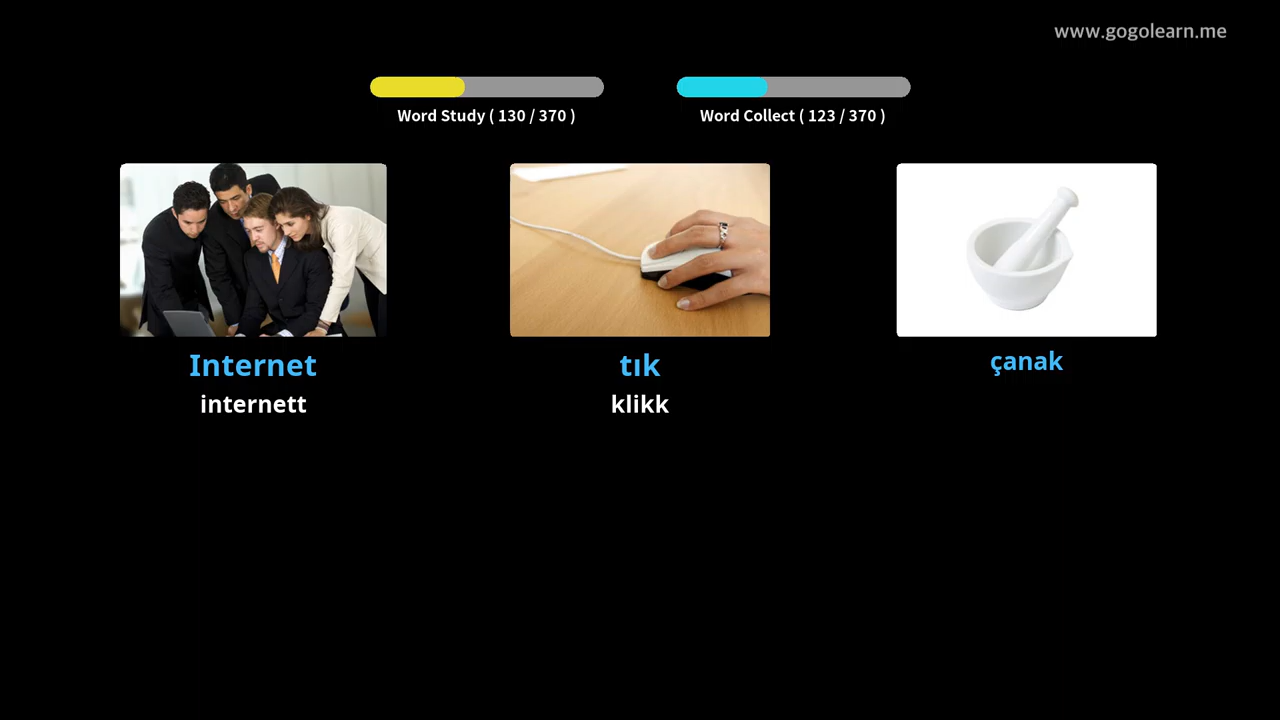 www.gogolearn.me
Word Study ( 130 / 370 )
Word Collect ( 123 / 370 )
Internet
internett
tık
klikk
çanak